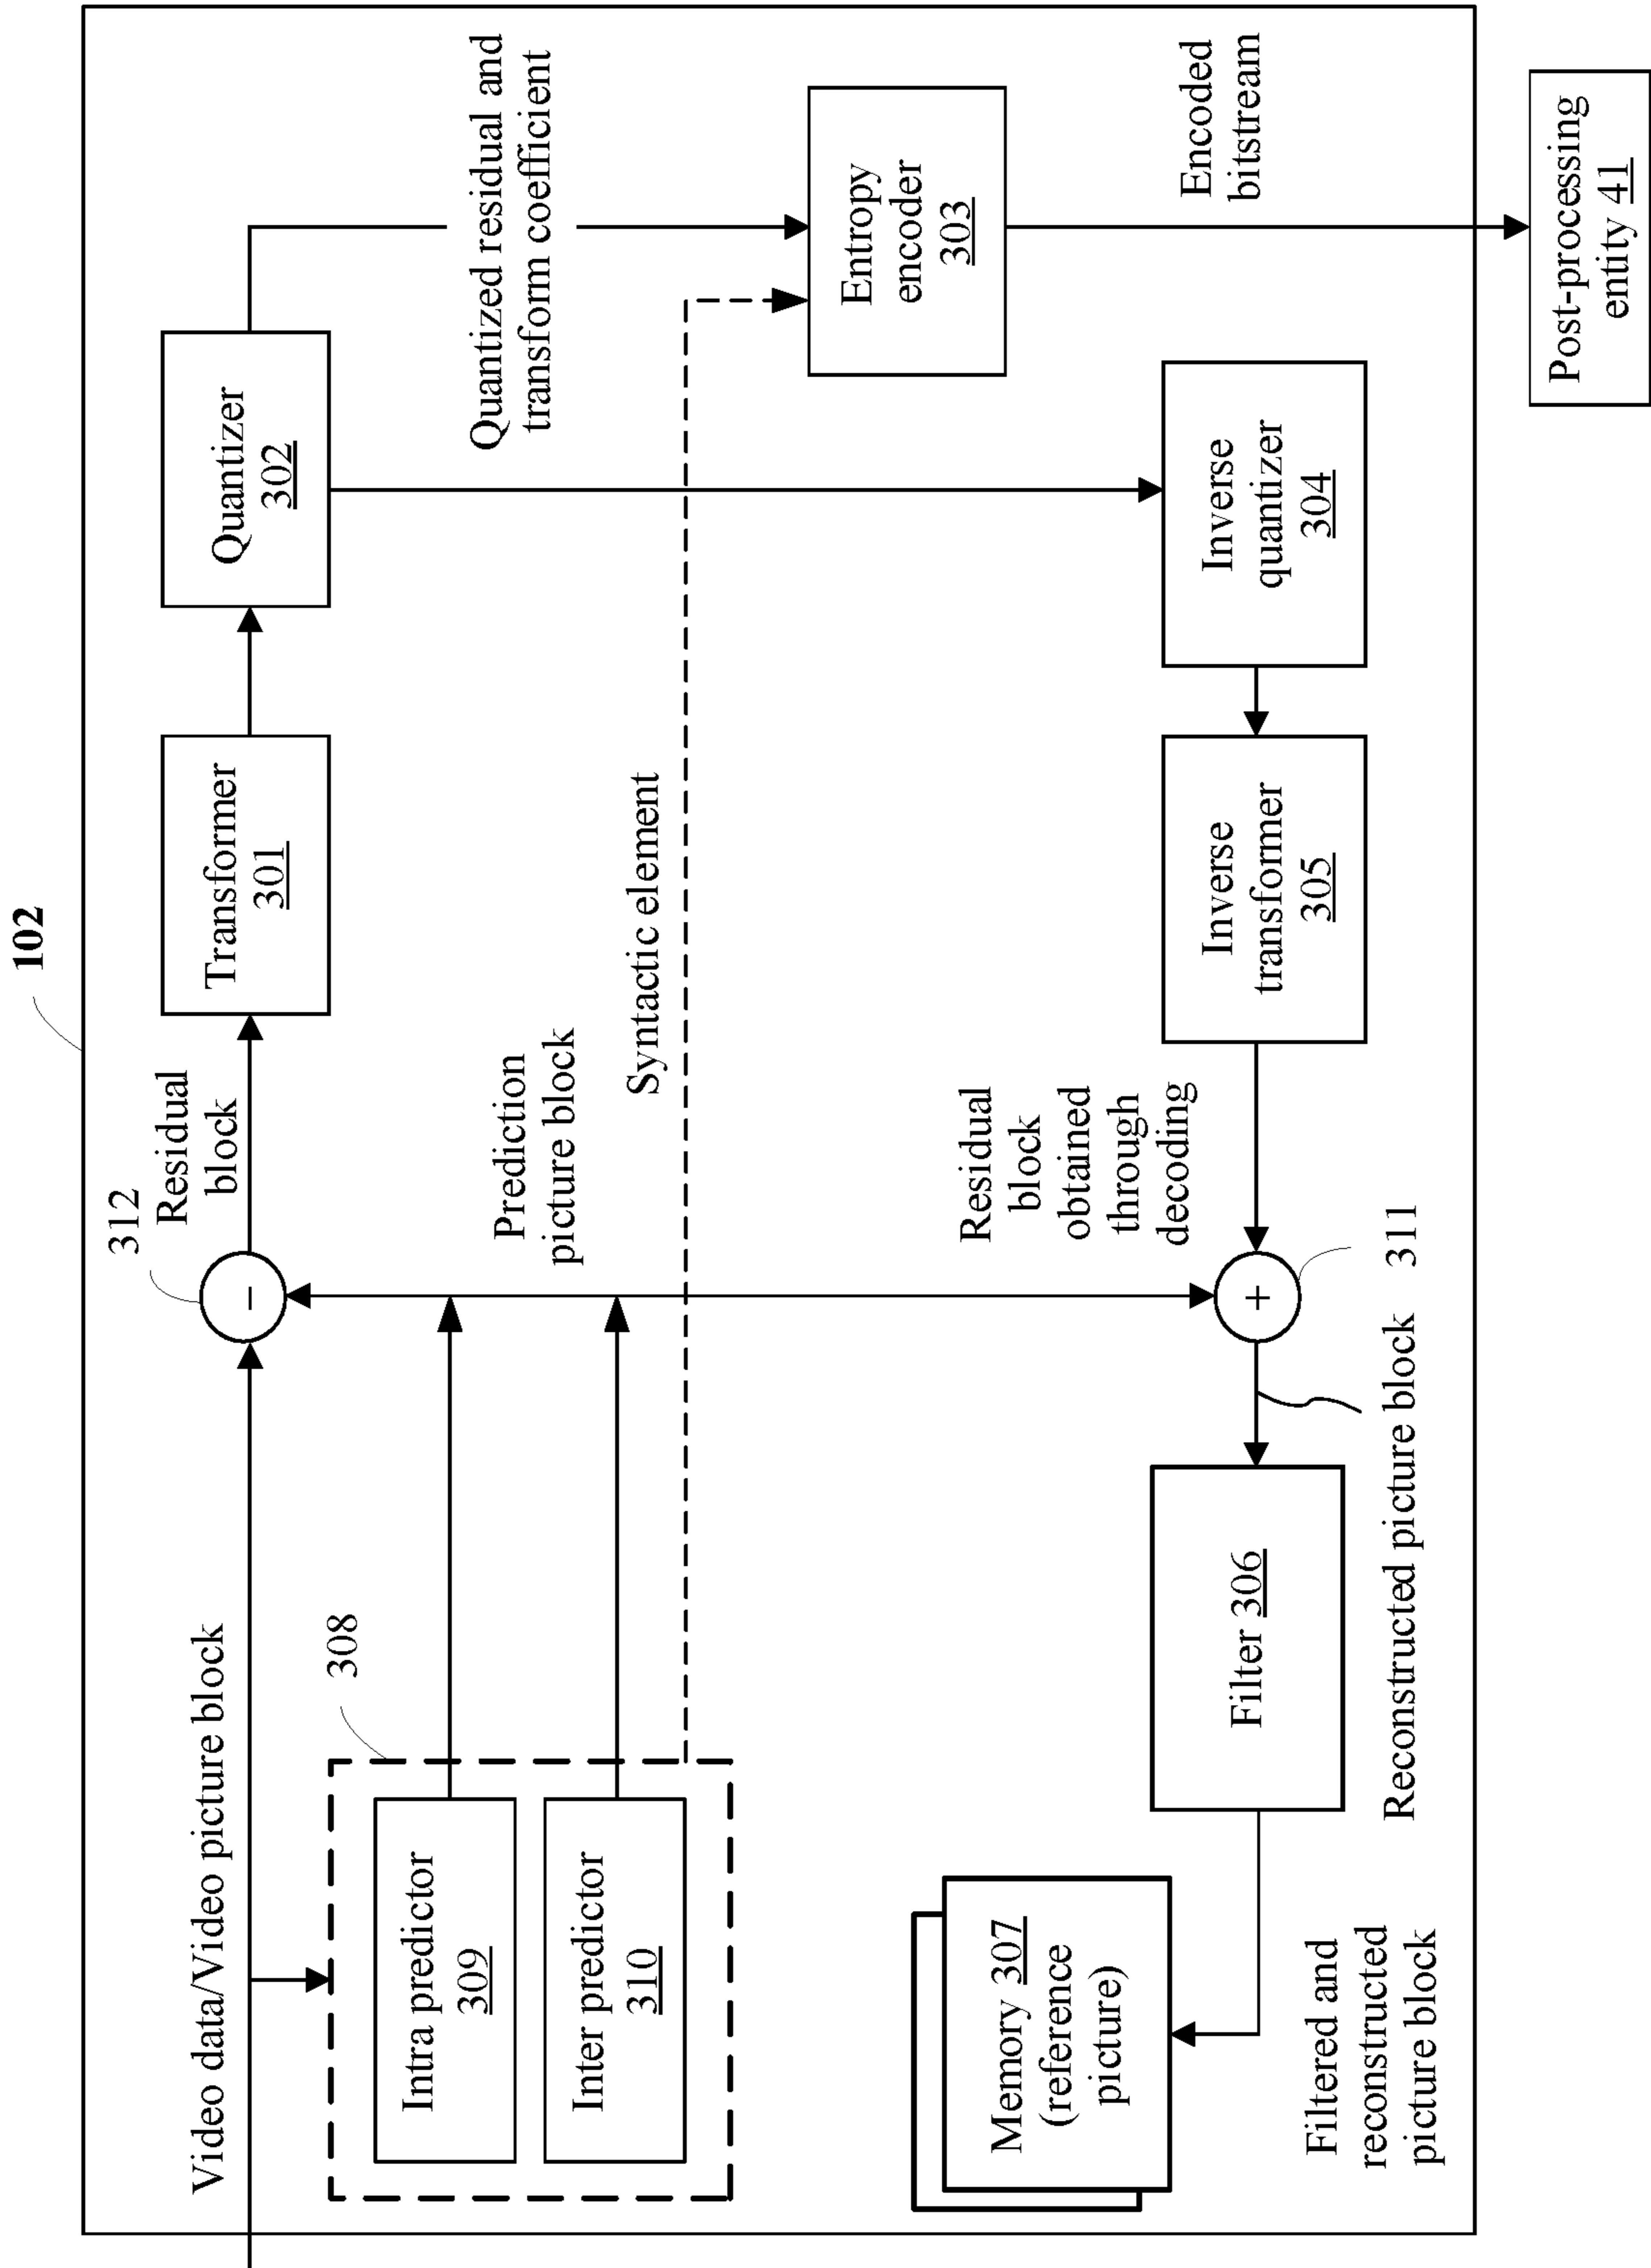 102
Video data/Video picture block
312
Residual
block
Transformer
301
Quantizer
302
308
Intra predictor
309
Inter predictor
310
Prediction
picture block
Syntactic element
Quantized residual and
transform coefficient
Entropy
encoder
303
Encoded
bitstream
Post-processing
entity 41
Memory 307
(reference
picture)
Filtered and
reconstructed
picture block
Filter 306
Reconstructed picture block
311
Residual
block
obtained
through
decoding
Inverse
transformer
305
Inverse
quantizer
304
-
+